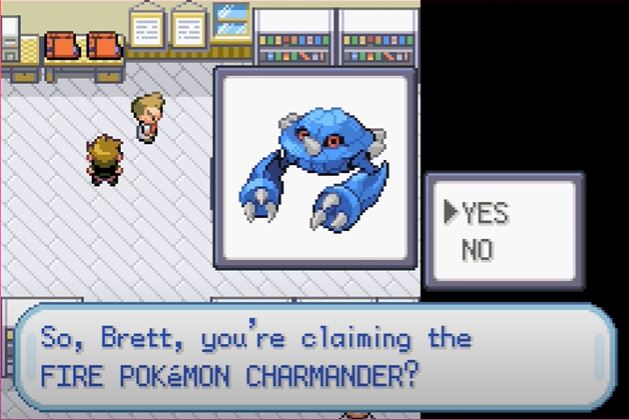 YES
NO
So, Brett, you're claiming the
FIRE POKéMON CHARMANDER?